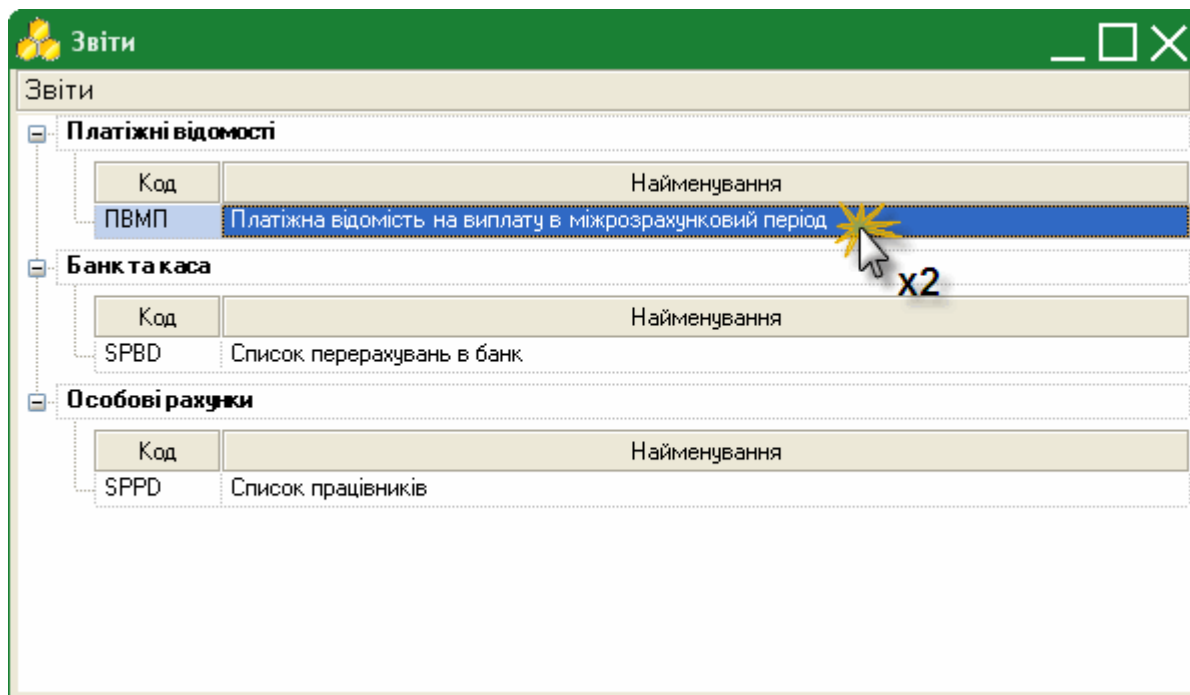 Звіти
Звіти
Платіжні відомості
Код Найменування
ПВМП Платіжна відомість на виплату в міжрозрахунковий період
x2
Банк та каса
Код Найменування
SPBD Список перерахувань в банк
Особові рахунки
Код Найменування
SPPD Список працівників